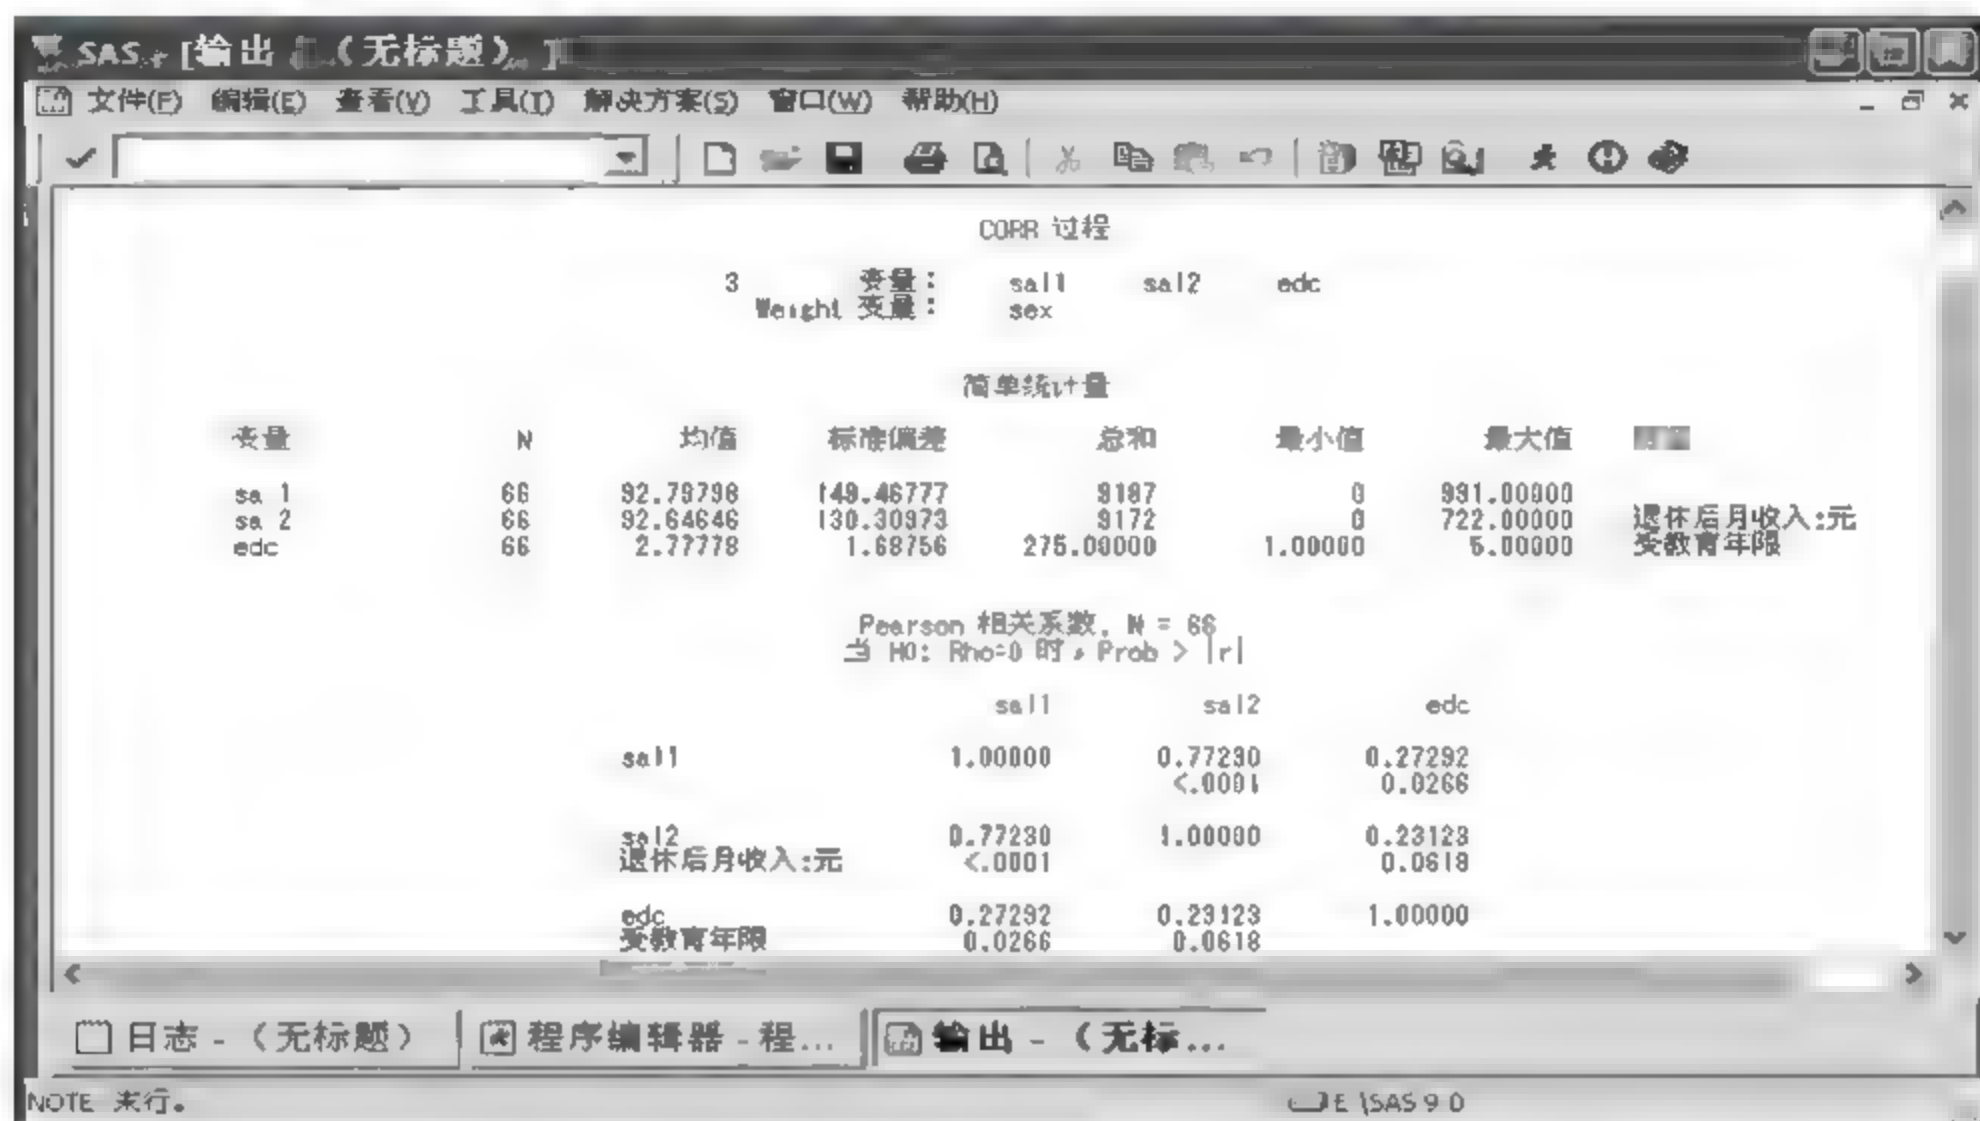 SAS - [输出 - (无标题) ]
文件(F) 编辑(E) 查看(V) 工具(T) 解决方案(S) 窗口(W) 帮助(H)
CORR 过程
3 变量: sal1 sal2 edc
Weight 变量: sex
简单统计量
变量 N 均值 标准偏差 总和 最小值 最大值
sal1 66 92.79798 149.46777 9187 0 991.00000
sal2 66 92.64646 130.30973 9172 0 722.00000 退休后月收入:元
edc 66 2.77778 1.68756 275.00000 1.00000 5.00000 受教育年限
Pearson 相关系数, N = 66
当 H0: Rho=0 时, Prob > |r|
sal1 sal2 edc
sal1 1.00000 0.77230 0.27292
<.0001 0.0266
sal2 0.77230 1.00000 0.23123
退休后月收入:元 <.0001 0.0618
edc 0.27292 0.23123 1.00000
受教育年限 0.0266 0.0618
日志 - (无标题) 程序编辑器 - 程... 输出 - (无标...
NOTE 末行。 E:\SAS 9 0